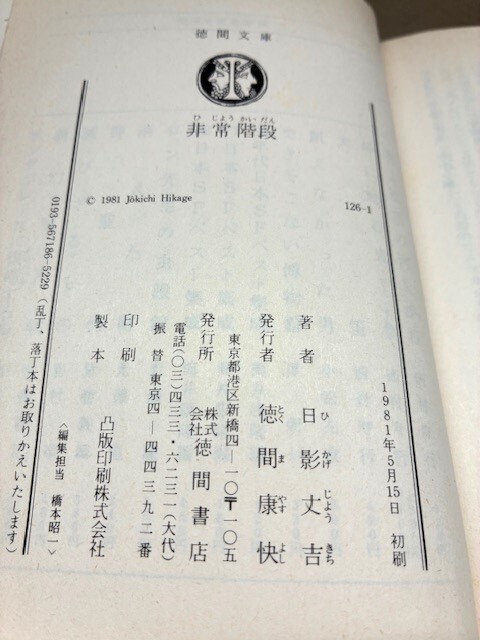 徳間文庫
非常階段
ひじょうかいだん
© 1981 Jôkichi Hikage
126-1
1981年5月15日 初刷
著者 日影丈吉
ひかげじょうきち
発行者 徳間康快
とくまやすよし
東京都港区新橋四—一〇〒一〇五
発行所 株式会社徳間書店
電話(〇三)四三三・六二三一(大代)
振替 東京四—四四三九二番
印刷
製本 凸版印刷株式会社
〈編集担当 橋本昭一〉
0193-567186-5229(乱丁、落丁本はお取りかえいたします)